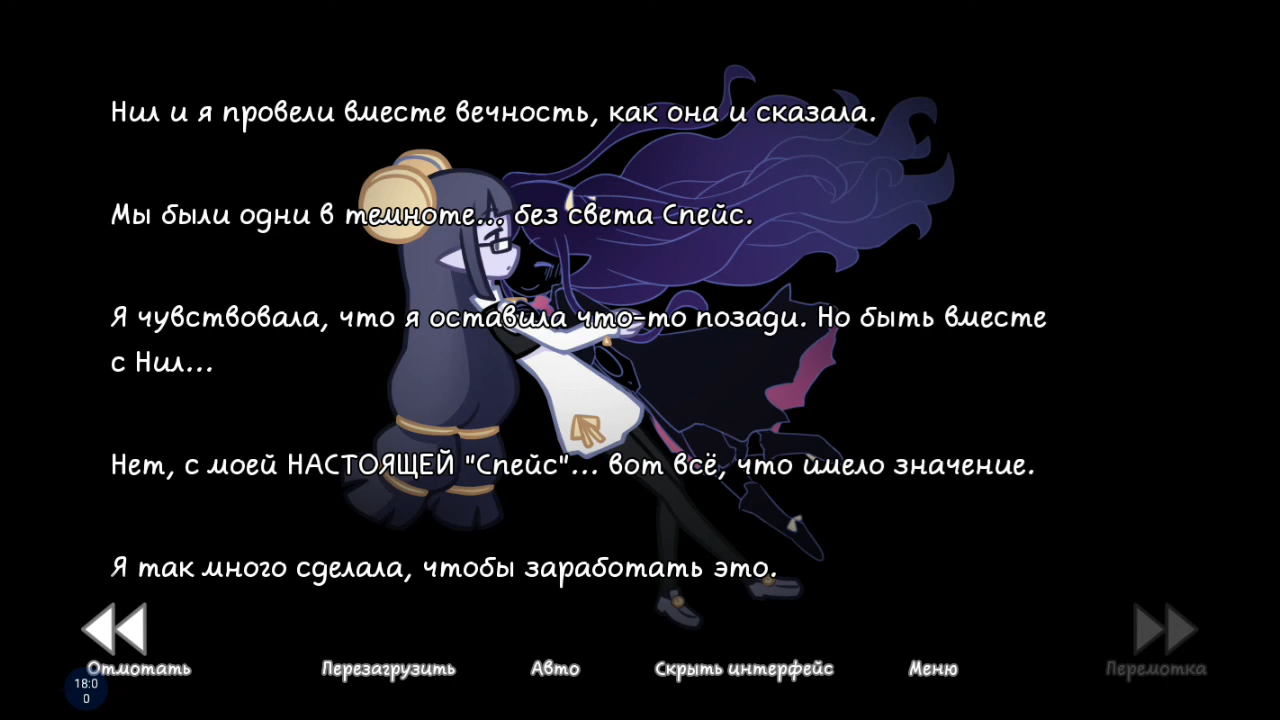 Нил и я провели вместе вечность, как она и сказала.
Мы были одни в темноте... без света Спейс.
Я чувствовала, что я оставила что-то позади. Но быть вместе
с Нил...
Нет, с моей НАСТОЯЩЕЙ "Спейс"... вот всё, что имело значение.
Я так много сделала, чтобы заработать это.
Отмотать
Перезагрузить
Авто
Скрыть интерфейс
Меню
Перемотка
18:0
0